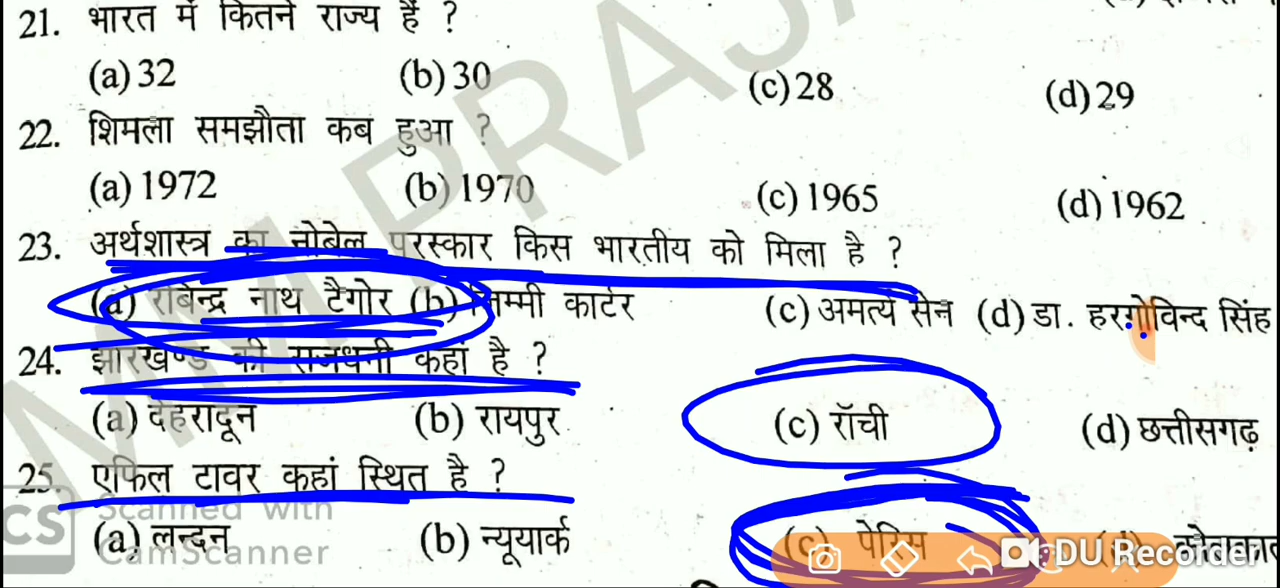 21. भारत में कितने राज्य हैं ?
(a) 32 (b) 30 (c) 28 (d) 29
22. शिमला समझौता कब हुआ ?
(a) 1972 (b) 1970 (c) 1965 (d) 1962
23. अर्थशास्त्र का नोबेल पुरस्कार किस भारतीय को मिला है ?
(a) रविन्द्र नाथ टैगोर (b) जिम्मी कार्टर (c) अमर्त्य सेन (d) डा. हरगोविन्द सिंह
24. झारखण्ड की राजधनी कहां है ?
(a) देहरादून (b) रायपुर (c) रॉची (d) छत्तीसगढ़
25. एफिल टावर कहां स्थित है ?
(a) लन्दन (b) न्यूयार्क (c) पेरिस (d)
CS Scanned with
CamScanner
DU Recorder